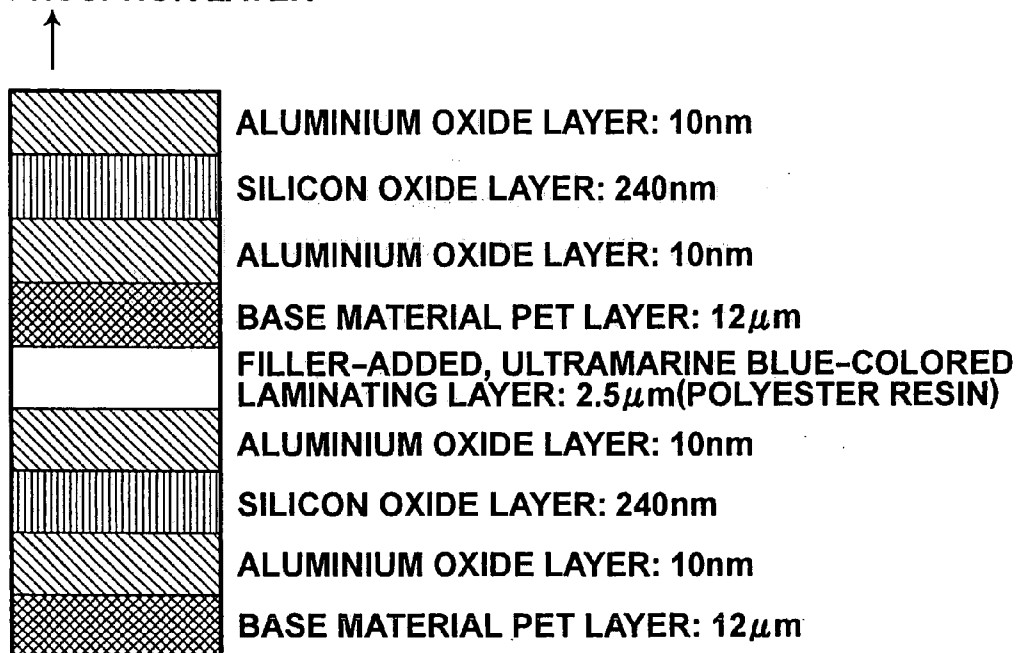 ALUMINIUM OXIDE LAYER: 10nm
SILICON OXIDE LAYER: 240nm
ALUMINIUM OXIDE LAYER: 10nm
BASE MATERIAL PET LAYER: 12μm
FILLER-ADDED, ULTRAMARINE BLUE-COLORED
LAMINATING LAYER: 2.5μm(POLYESTER RESIN)
ALUMINIUM OXIDE LAYER: 10nm
SILICON OXIDE LAYER: 240nm
ALUMINIUM OXIDE LAYER: 10nm
BASE MATERIAL PET LAYER: 12μm